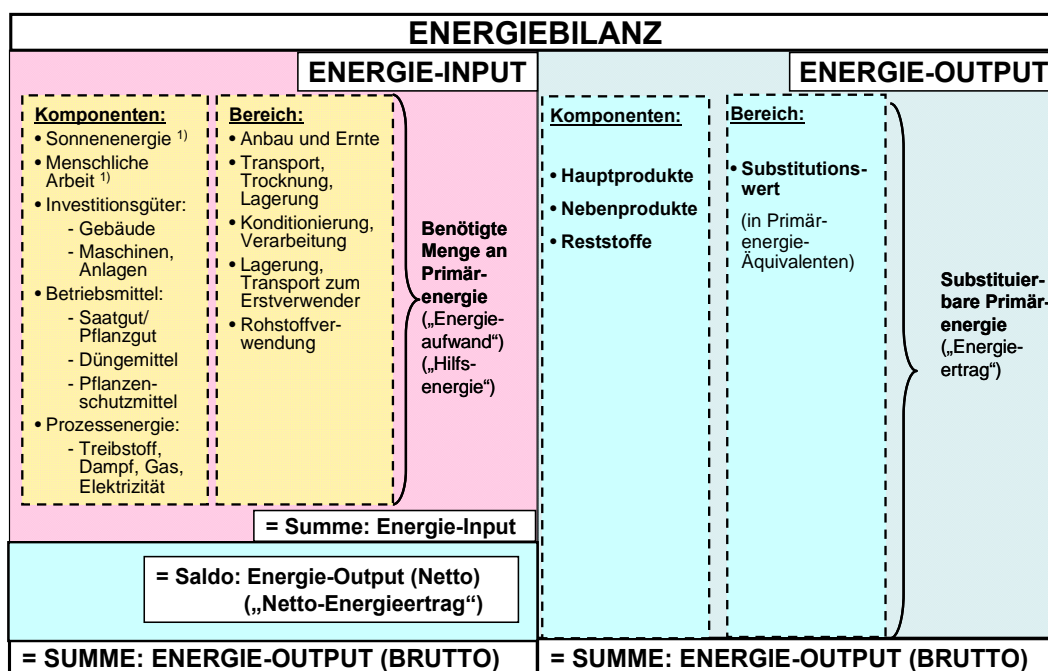 ENERGIEBILANZ
ENERGIE-INPUT
Komponenten:
• Sonnenenergie 1)
• Menschliche
Arbeit 1)
• Investitionsgüter:
- Gebäude
- Maschinen,
Anlagen
• Betriebsmittel:
- Saatgut/
Pflanzgut
- Düngemittel
- Pflanzen-
schutzmittel
• Prozessenergie:
- Treibstoff,
Dampf, Gas,
Elektrizität
Bereich:
• Anbau und Ernte
• Transport,
Trocknung,
Lagerung
• Konditionierung,
Verarbeitung
• Lagerung,
Transport zum
Erstverwender
• Rohstoffver-
wendung
Benötigte
Menge an
Primär-
energie
(„Energie-
aufwand“)
(„Hilfs-
energie“)
= Summe: Energie-Input
= Saldo: Energie-Output (Netto)
(„Netto-Energieertrag“)
= SUMME: ENERGIE-OUTPUT (BRUTTO)
ENERGIE-OUTPUT
Komponenten:
• Hauptprodukte
• Nebenprodukte
• Reststoffe
Bereich:
• Substitutions-
wert
(in Primär-
energie-
Äquivalenten)
Substituier-
bare Primär-
energie
(„Energie-
ertrag“)
= SUMME: ENERGIE-OUTPUT (BRUTTO)